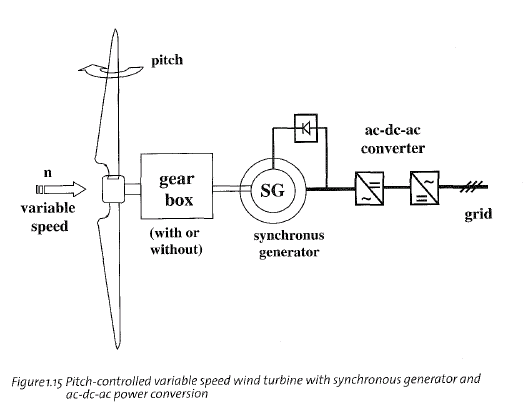 pitch
n
variable
speed
gear
box
(with or
without)
SG
synchronus
generator
ac-dc-ac
converter
=
~
~
=
grid
Figure1.15 Pitch-controlled variable speed wind turbine with synchronous generator and
ac-dc-ac power conversion